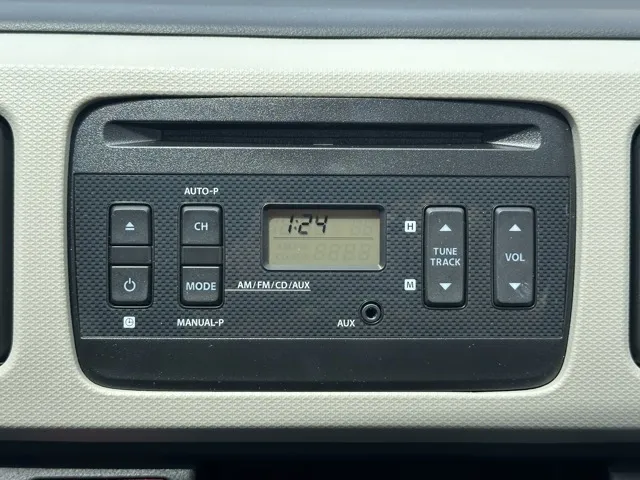 AUTO-P
CH
1:24
H
TUNE
TRACK
VOL
MODE
AM/FM/CD/AUX
M
MANUAL-P
AUX